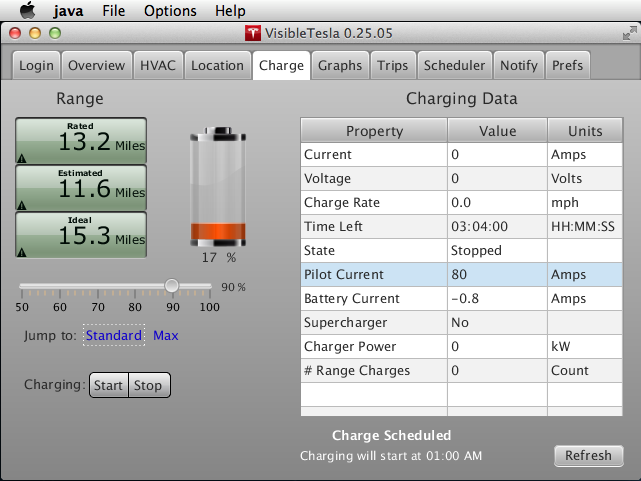 java File Options Help
VisibleTesla 0.25.05
Login Overview HVAC Location Charge Graphs Trips Scheduler Notify Prefs
Range
Rated
13.2 Miles
Estimated
11.6 Miles
Ideal
15.3 Miles
17 %
90 %
50 60 70 80 90 100
Jump to: Standard Max
Charging: Start Stop
Charging Data
Property Value Units
Current 0 Amps
Voltage 0 Volts
Charge Rate 0.0 mph
Time Left 03:04:00 HH:MM:SS
State Stopped
Pilot Current 80 Amps
Battery Current -0.8 Amps
Supercharger No
Charger Power 0 kW
# Range Charges 0 Count
Charge Scheduled
Charging will start at 01:00 AM
Refresh